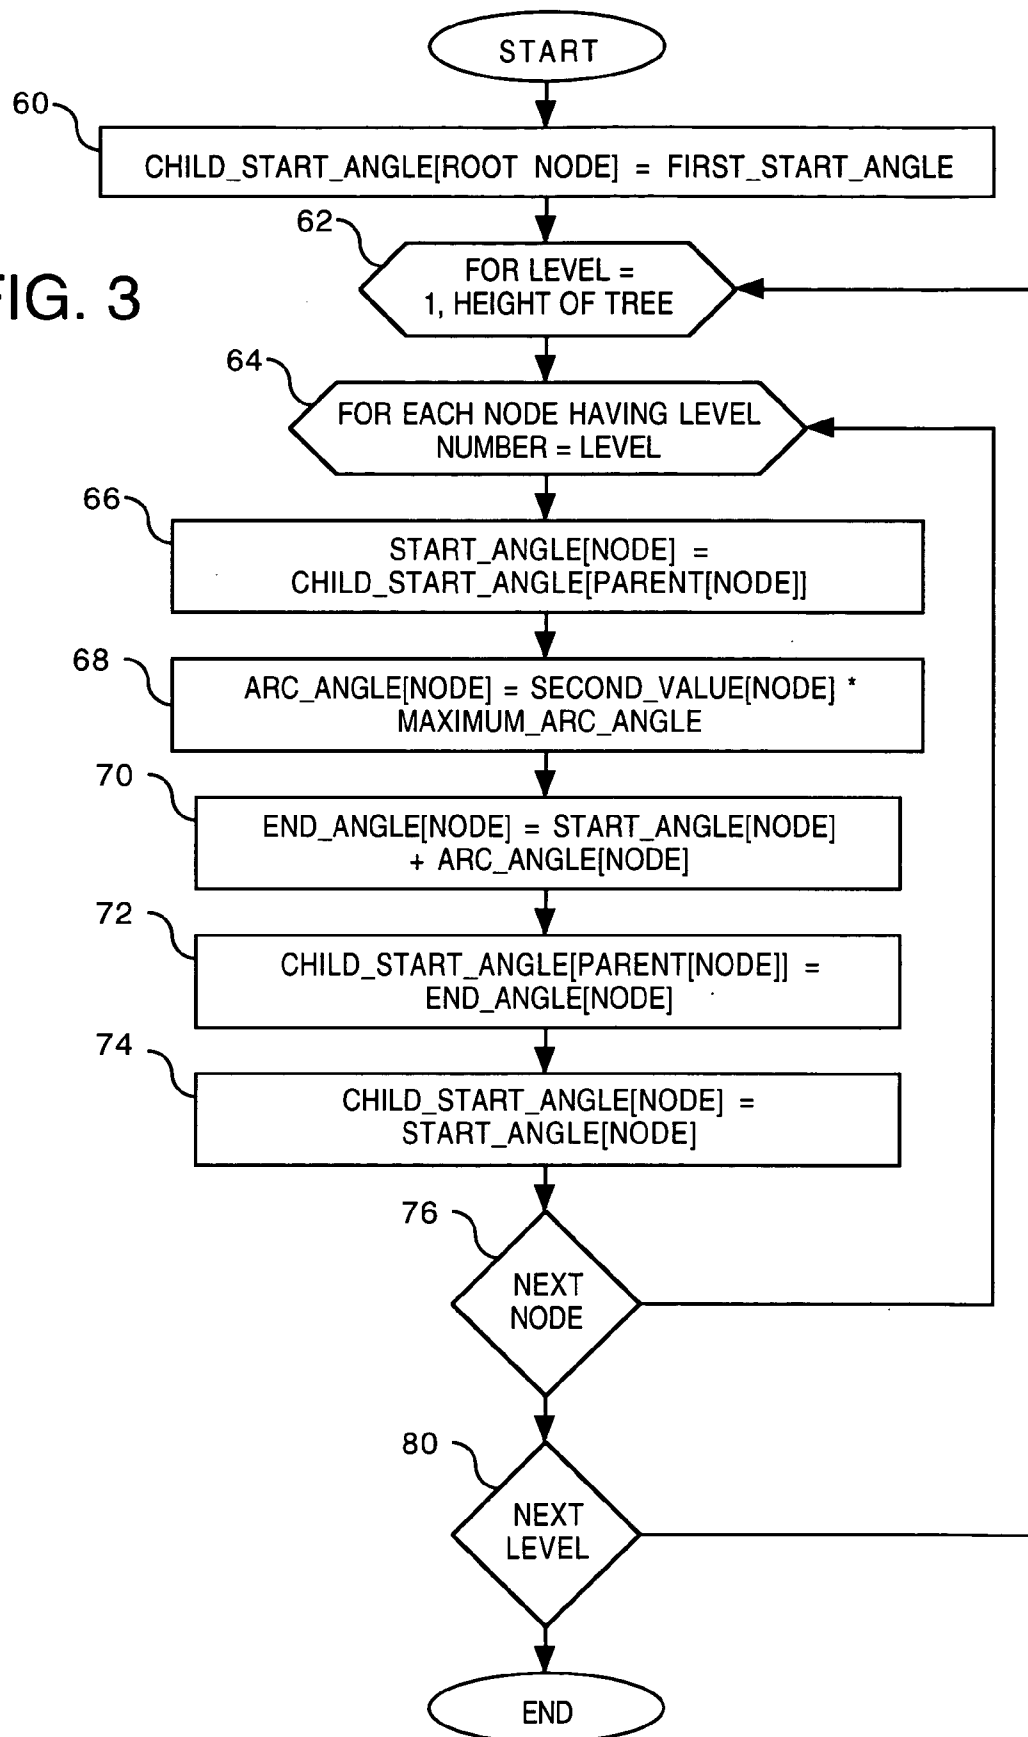 START
60
CHILD_START_ANGLE[ROOT NODE] = FIRST_START_ANGLE
62
FOR LEVEL =
1, HEIGHT OF TREE
FIG. 3
64
FOR EACH NODE HAVING LEVEL
NUMBER = LEVEL
66
START_ANGLE[NODE] =
CHILD_START_ANGLE[PARENT[NODE]]
68
ARC_ANGLE[NODE] = SECOND_VALUE[NODE] *
MAXIMUM_ARC_ANGLE
70
END_ANGLE[NODE] = START_ANGLE[NODE]
+ ARC_ANGLE[NODE]
72
CHILD_START_ANGLE[PARENT[NODE]] =
END_ANGLE[NODE]
74
CHILD_START_ANGLE[NODE] =
START_ANGLE[NODE]
76
NEXT
NODE
80
NEXT
LEVEL
END